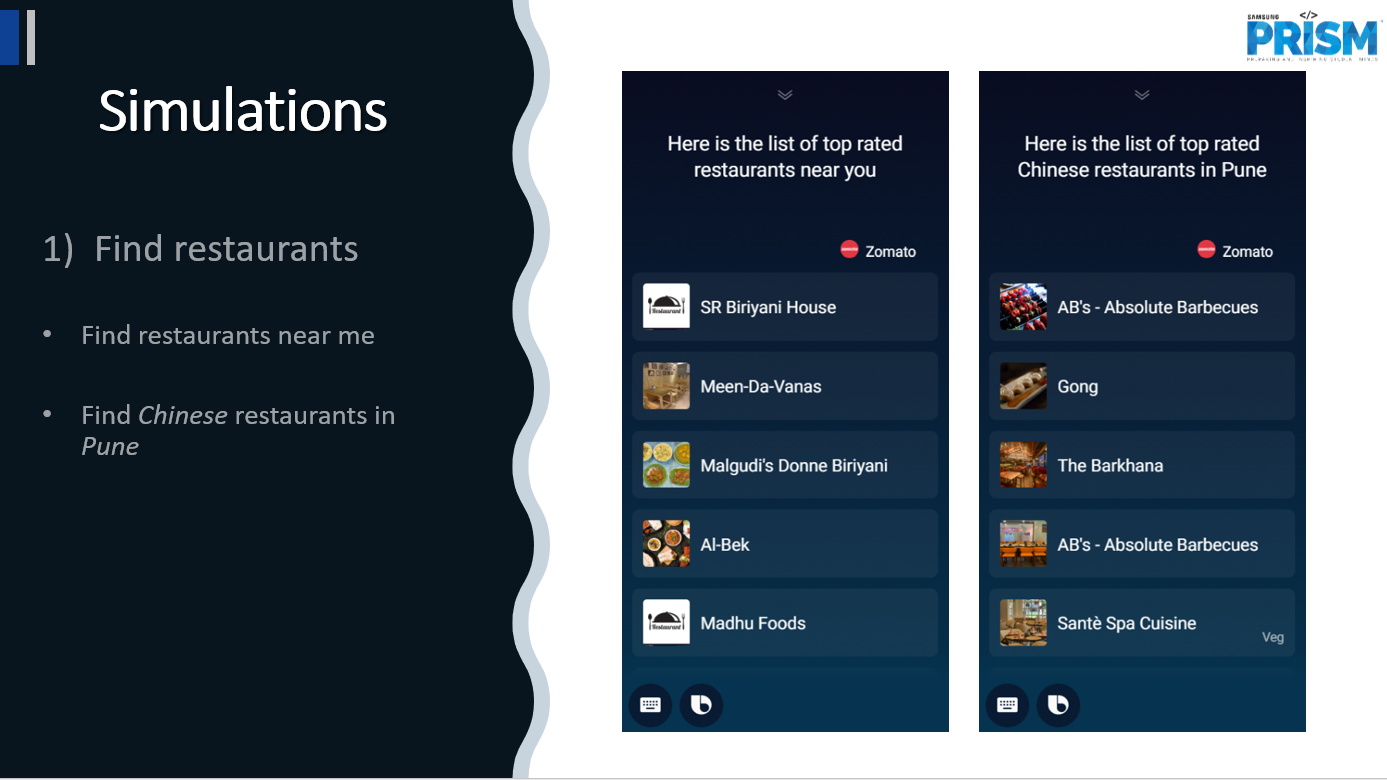 SAMSUNG
</>
PRISM
Simulations
1) Find restaurants
• Find restaurants near me
• Find Chinese restaurants in
Pune
Here is the list of top rated
restaurants near you
Zomato
Restaurant
SR Biriyani House
Meen-Da-Vanas
Malgudi's Donne Biriyani
Al-Bek
Restaurant
Madhu Foods
Here is the list of top rated
Chinese restaurants in Pune
Zomato
AB's - Absolute Barbecues
Gong
The Barkhana
AB's - Absolute Barbecues
Santè Spa Cuisine
Veg